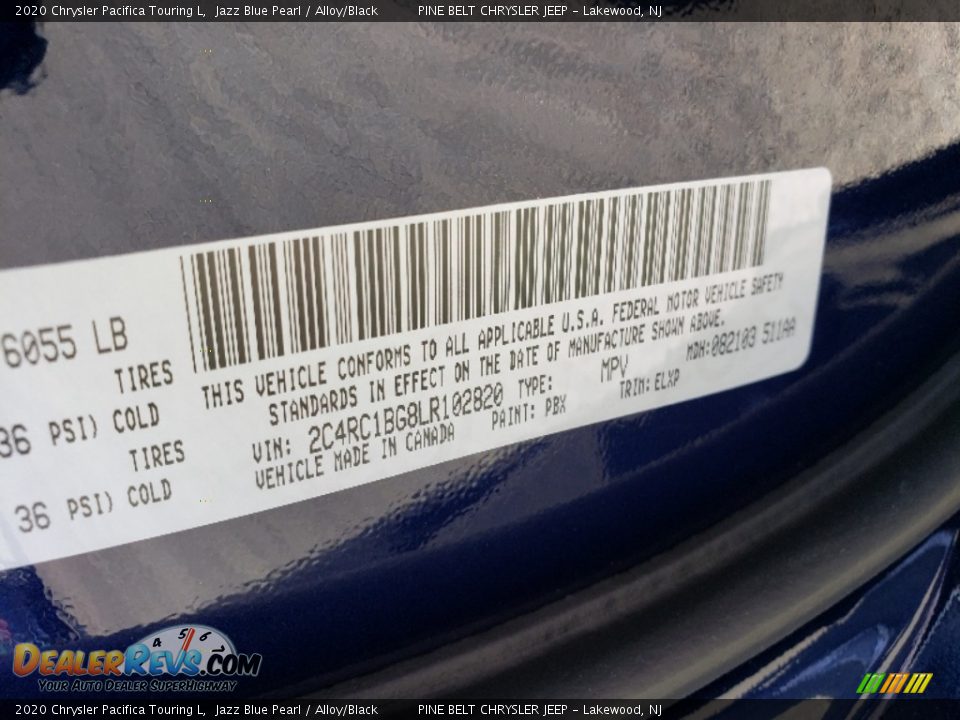 2020 Chrysler Pacifica Touring L, Jazz Blue Pearl / Alloy/Black PINE BELT CHRYSLER JEEP - Lakewood, NJ
6055 LB
TIRES
36 PSI) COLD
TIRES
36 PSI) COLD
THIS VEHICLE CONFORMS TO ALL APPLICABLE U.S.A. FEDERAL MOTOR VEHICLE SAFETY
STANDARDS IN EFFECT ON THE DATE OF MANUFACTURE SHOWN ABOVE.
VIN: 2C4RC1BG8LR102820 TYPE: MPV MDH:082103 511AA
VEHICLE MADE IN CANADA PAINT: PBX TRIM:ELXP
4 5 6
DEALERREVS.COM
YOUR AUTO DEALER SUPERHIGHWAY
2020 Chrysler Pacifica Touring L, Jazz Blue Pearl / Alloy/Black PINE BELT CHRYSLER JEEP - Lakewood, NJ